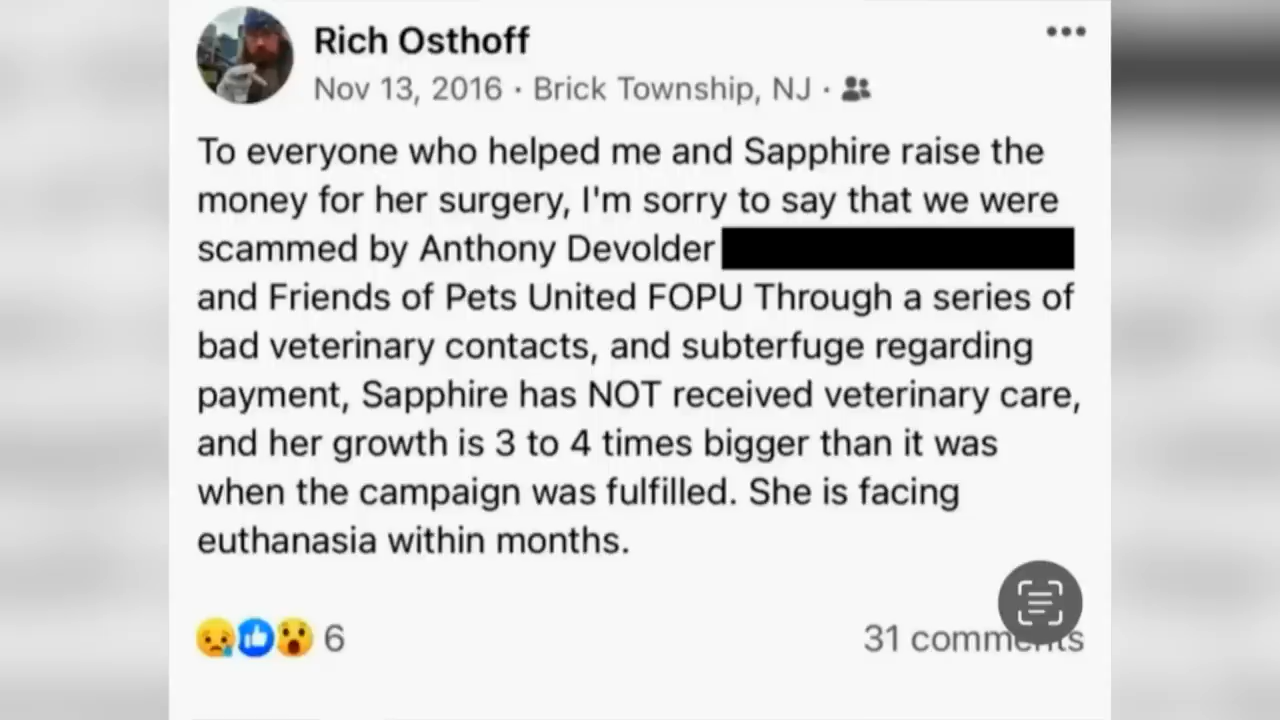 Rich Osthoff
Nov 13, 2016 · Brick Township, NJ ·
To everyone who helped me and Sapphire raise the
money for her surgery, I'm sorry to say that we were
scammed by Anthony Devolder
and Friends of Pets United FOPU Through a series of
bad veterinary contacts, and subterfuge regarding
payment, Sapphire has NOT received veterinary care,
and her growth is 3 to 4 times bigger than it was
when the campaign was fulfilled. She is facing
euthanasia within months.
6
31 comments